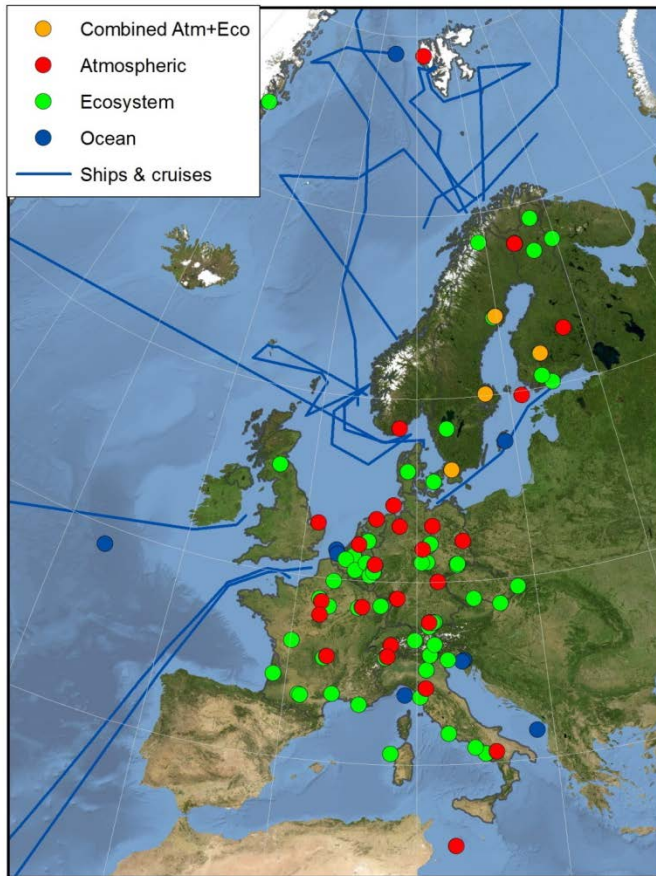 Combined Atm+Eco
Atmospheric
Ecosystem
Ocean
Ships & cruises